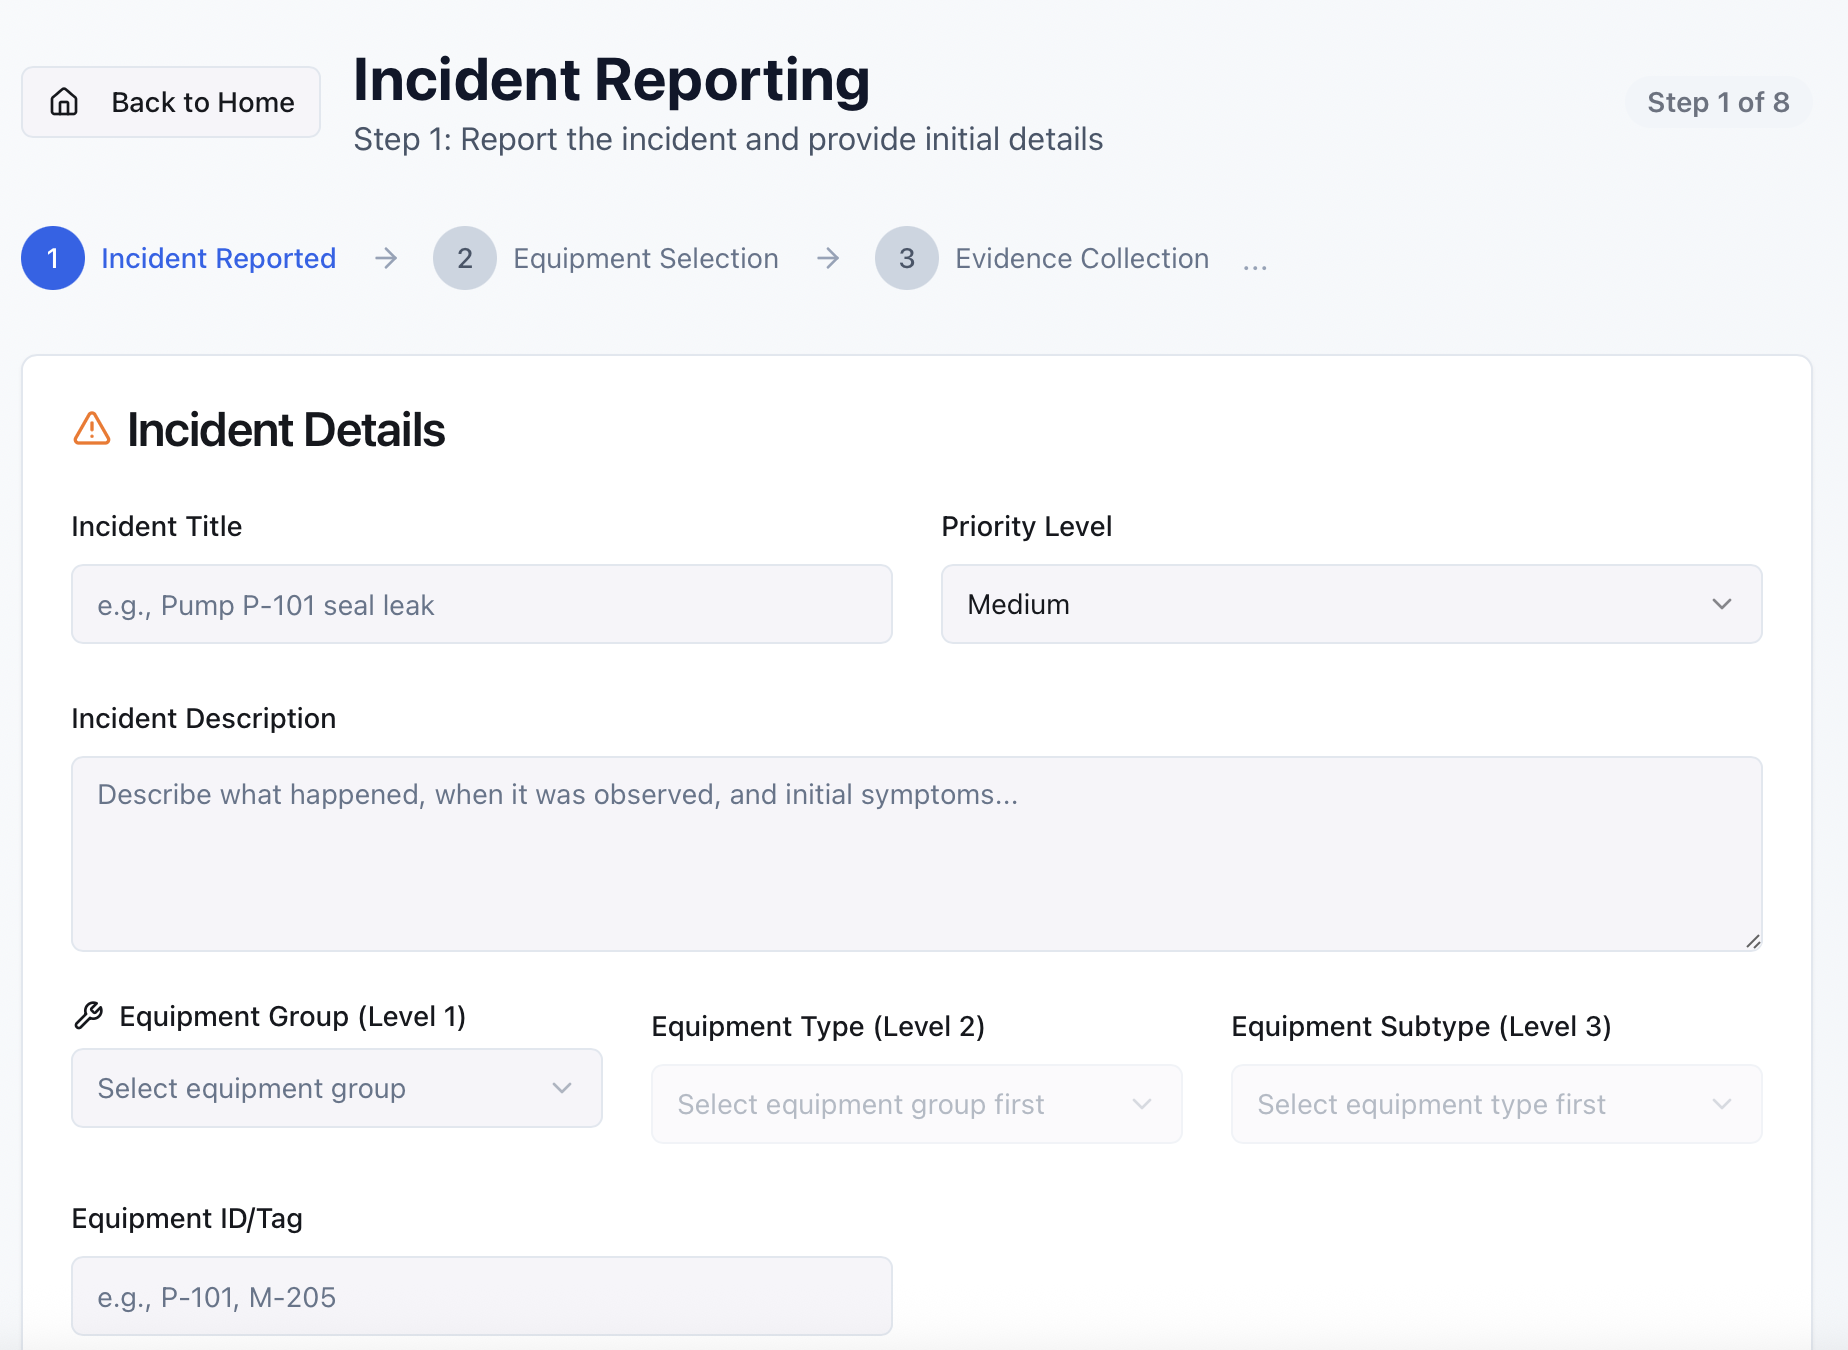 Back to Home
Incident Reporting
Step 1: Report the incident and provide initial details
Step 1 of 8
1 Incident Reported → 2 Equipment Selection → 3 Evidence Collection ...
Incident Details
Incident Title
e.g., Pump P-101 seal leak
Priority Level
Medium
Incident Description
Describe what happened, when it was observed, and initial symptoms...
Equipment Group (Level 1)
Select equipment group
Equipment Type (Level 2)
Select equipment group first
Equipment Subtype (Level 3)
Select equipment type first
Equipment ID/Tag
e.g., P-101, M-205